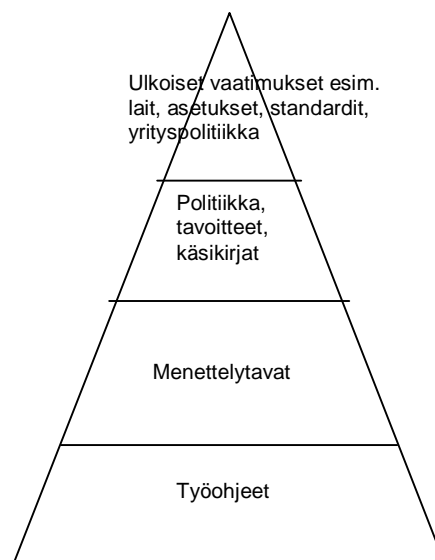 Ulkoiset vaatimukset esim.
lait, asetukset, standardit,
yrityspolitiikka
Politiikka,
tavoitteet,
käsikirjat
Menettelytavat
Työohjeet